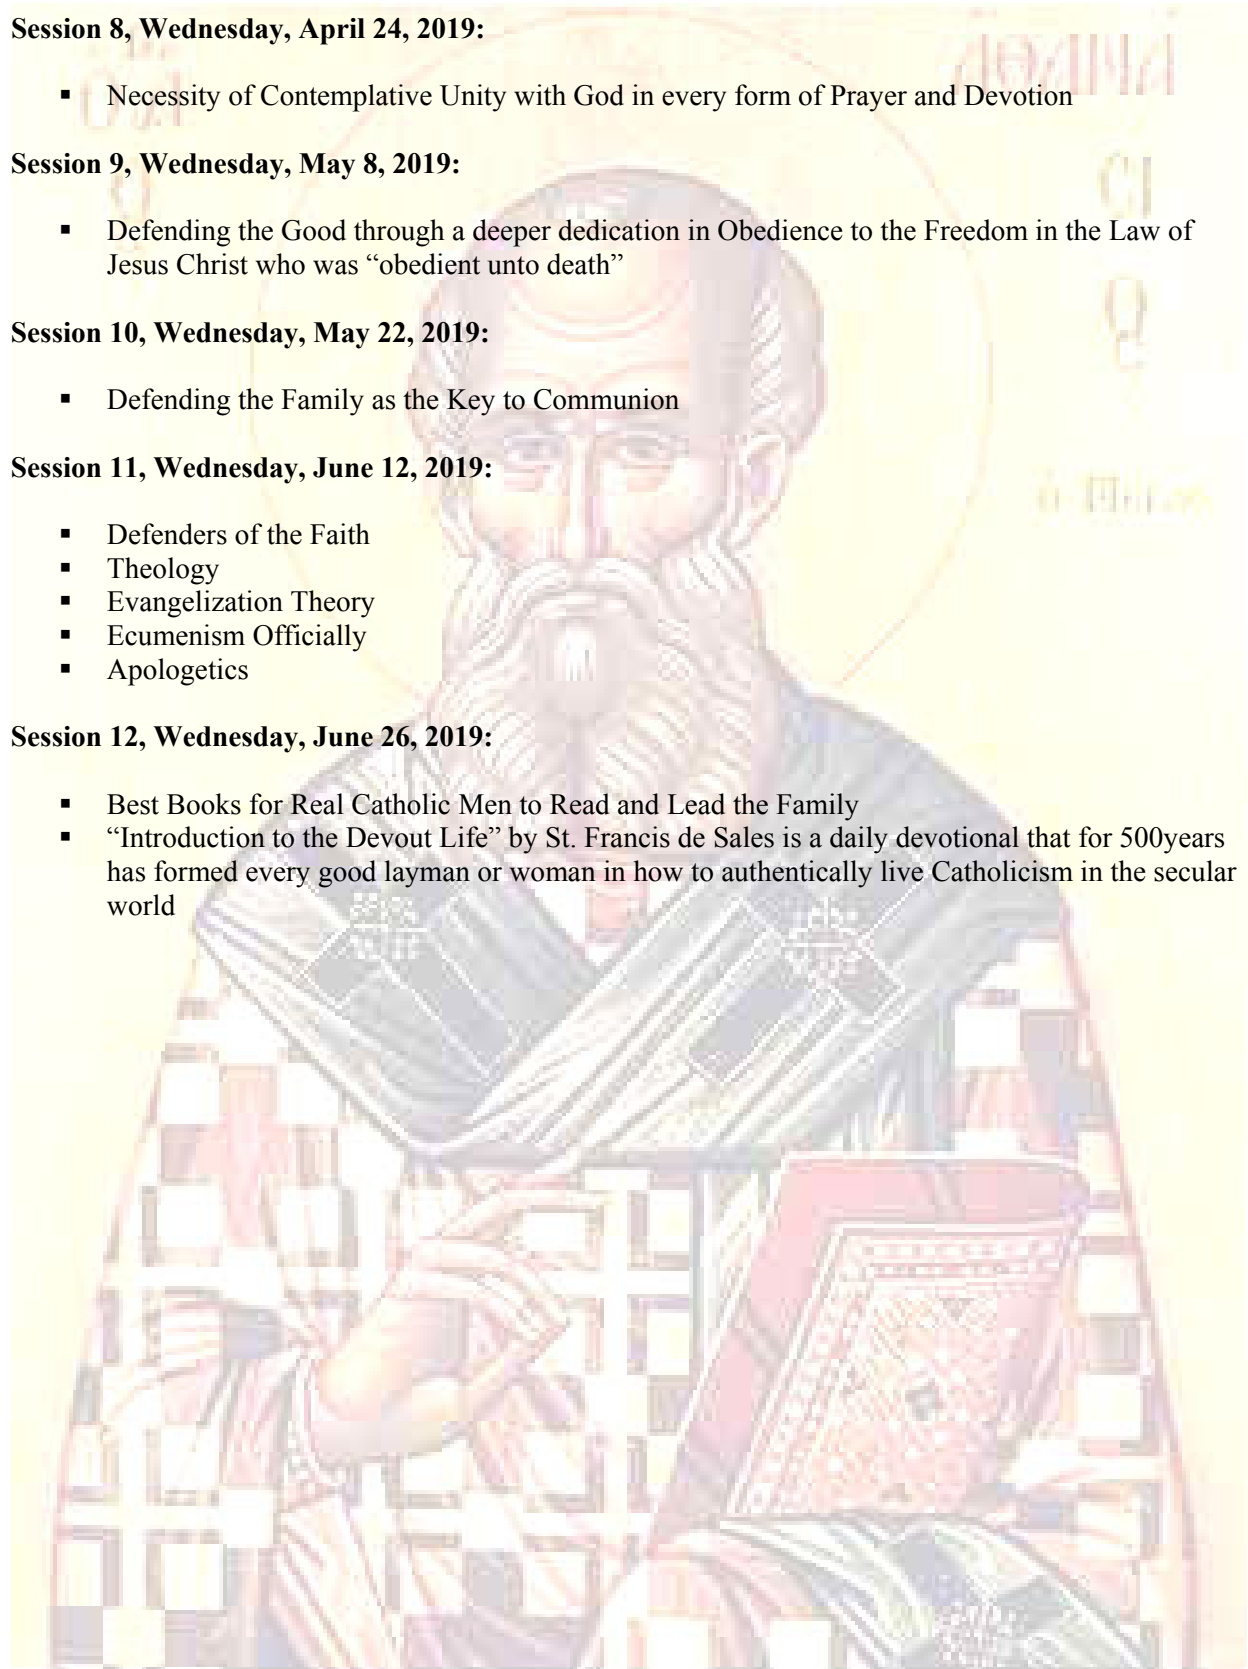 Session 8, Wednesday, April 24, 2019:
▪ Necessity of Contemplative Unity with God in every form of Prayer and Devotion
Session 9, Wednesday, May 8, 2019:
▪ Defending the Good through a deeper dedication in Obedience to the Freedom in the Law of
Jesus Christ who was “obedient unto death”
Session 10, Wednesday, May 22, 2019:
▪ Defending the Family as the Key to Communion
Session 11, Wednesday, June 12, 2019:
▪ Defenders of the Faith
▪ Theology
▪ Evangelization Theory
▪ Ecumenism Officially
▪ Apologetics
Session 12, Wednesday, June 26, 2019:
▪ Best Books for Real Catholic Men to Read and Lead the Family
▪ “Introduction to the Devout Life” by St. Francis de Sales is a daily devotional that for 500years
has formed every good layman or woman in how to authentically live Catholicism in the secular
world